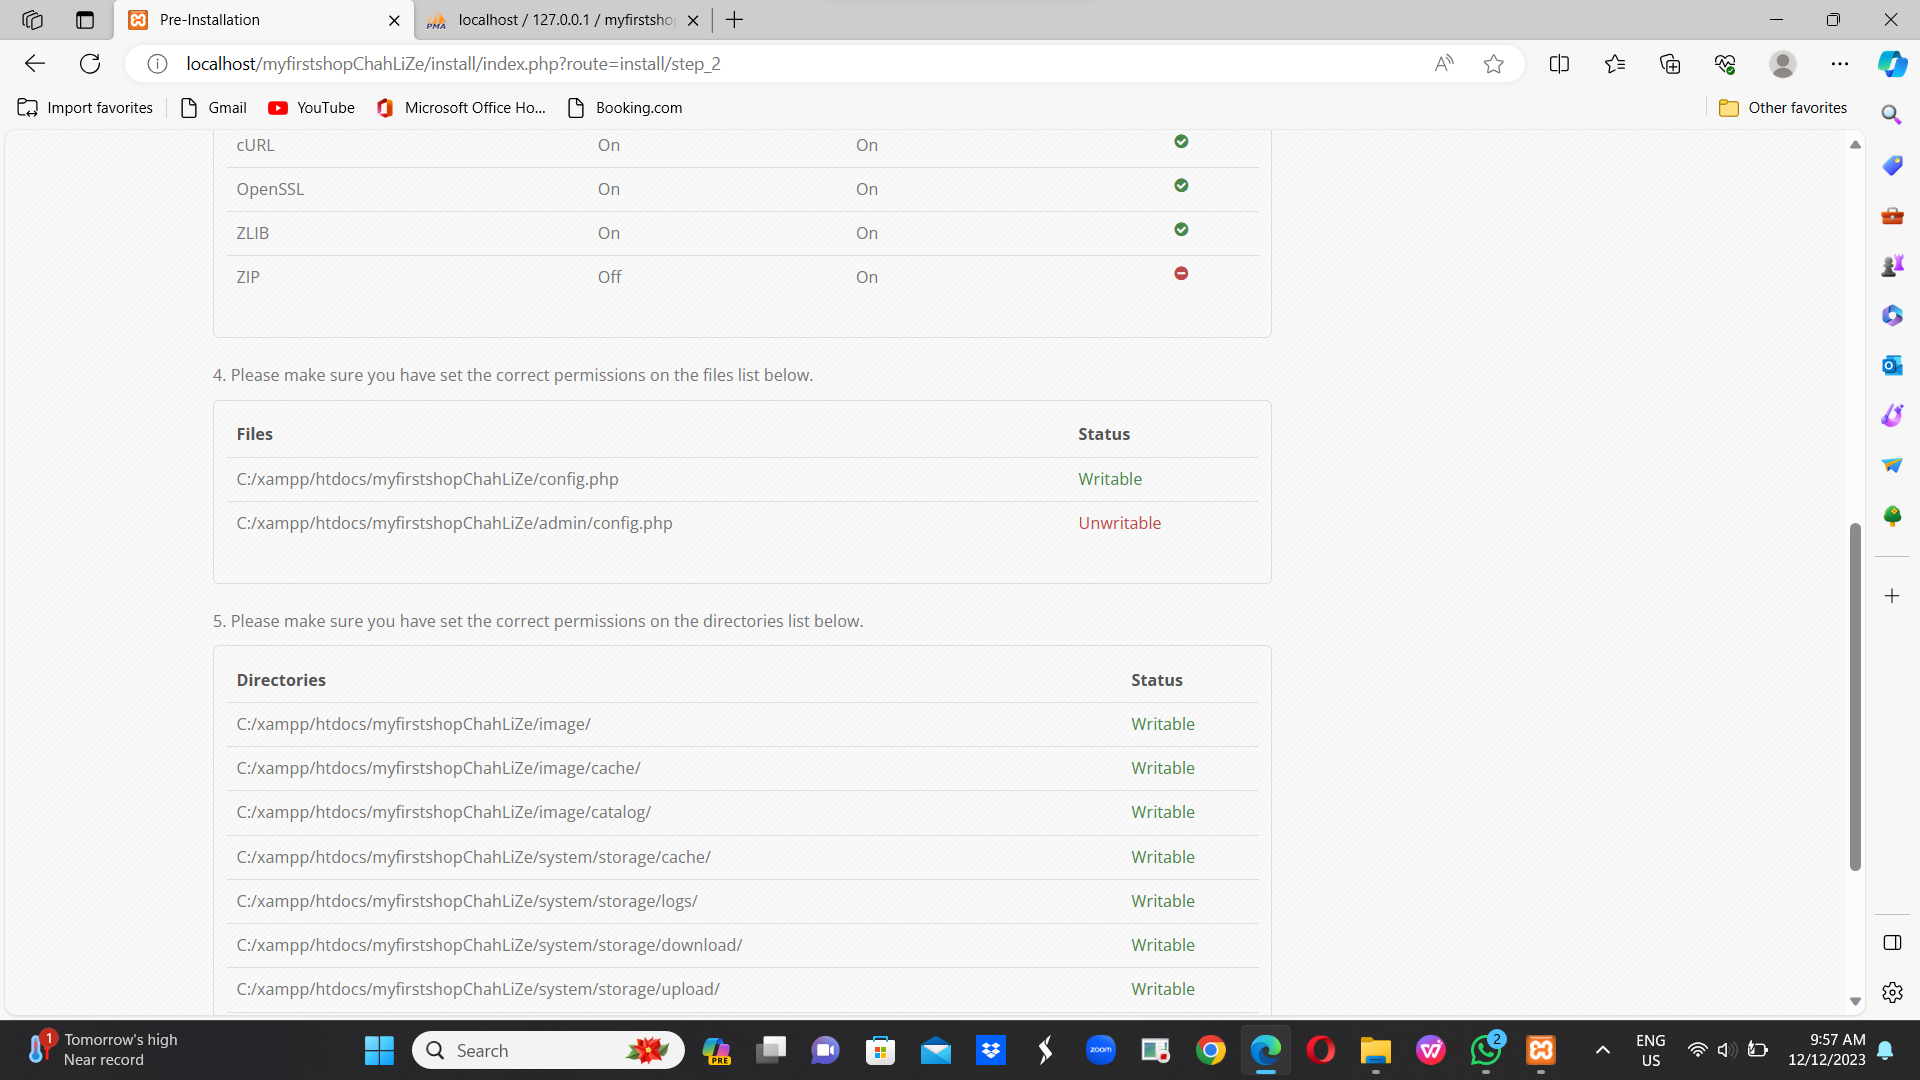 Pre-Installation
localhost / 127.0.0.1 / myfirstsho
localhost/myfirstshopChahLiZe/install/index.php?route=install/step_2
Import favorites
Gmail
YouTube
Microsoft Office Ho...
Booking.com
Other favorites
cURL On On
OpenSSL On On
ZLIB On On
ZIP Off On
4. Please make sure you have set the correct permissions on the files list below.
Files Status
C:/xampp/htdocs/myfirstshopChahLiZe/config.php Writable
C:/xampp/htdocs/myfirstshopChahLiZe/admin/config.php Unwritable
5. Please make sure you have set the correct permissions on the directories list below.
Directories Status
C:/xampp/htdocs/myfirstshopChahLiZe/image/ Writable
C:/xampp/htdocs/myfirstshopChahLiZe/image/cache/ Writable
C:/xampp/htdocs/myfirstshopChahLiZe/image/catalog/ Writable
C:/xampp/htdocs/myfirstshopChahLiZe/system/storage/cache/ Writable
C:/xampp/htdocs/myfirstshopChahLiZe/system/storage/logs/ Writable
C:/xampp/htdocs/myfirstshopChahLiZe/system/storage/download/ Writable
C:/xampp/htdocs/myfirstshopChahLiZe/system/storage/upload/ Writable
1
Tomorrow's high
Near record
Search
PRE
zoom
2
ENG
US
9:57 AM
12/12/2023